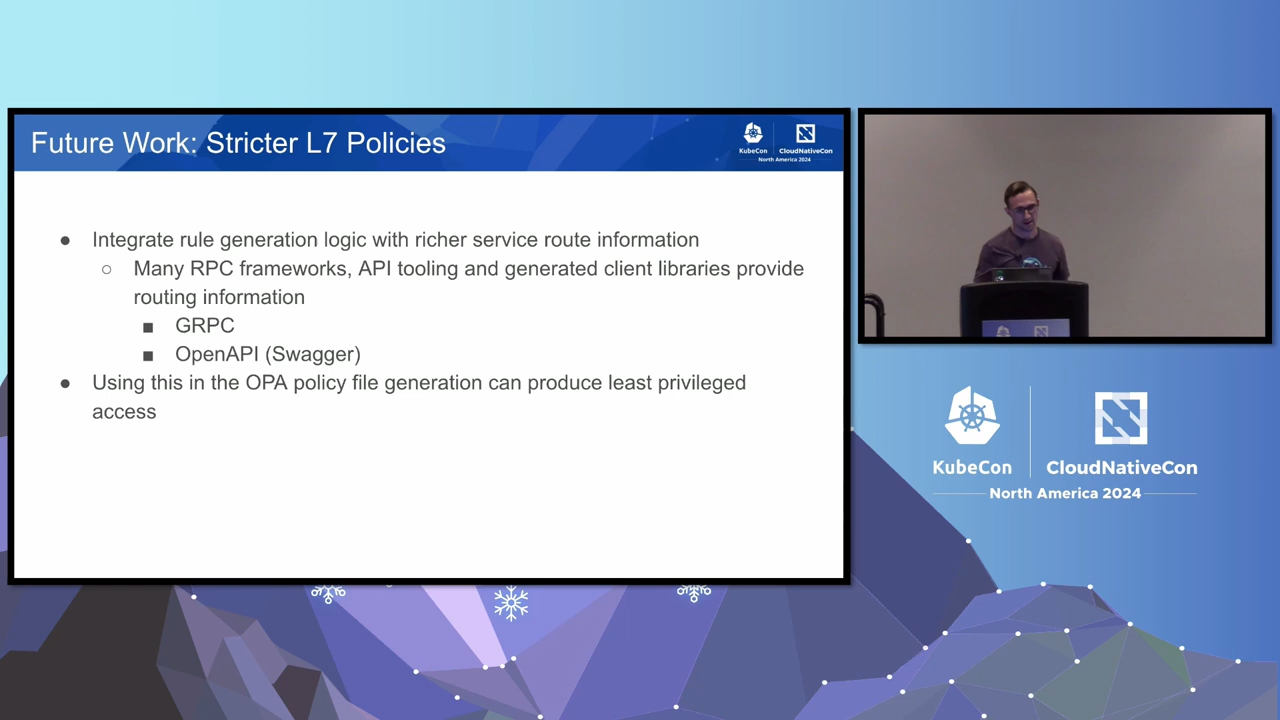 Future Work: Stricter L7 Policies
KubeCon
CloudNativeCon
North America 2024
● Integrate rule generation logic with richer service route information
○ Many RPC frameworks, API tooling and generated client libraries provide
routing information
■ GRPC
■ OpenAPI (Swagger)
● Using this in the OPA policy file generation can produce least privileged
access
KubeCon
CloudNativeCon
North America 2024